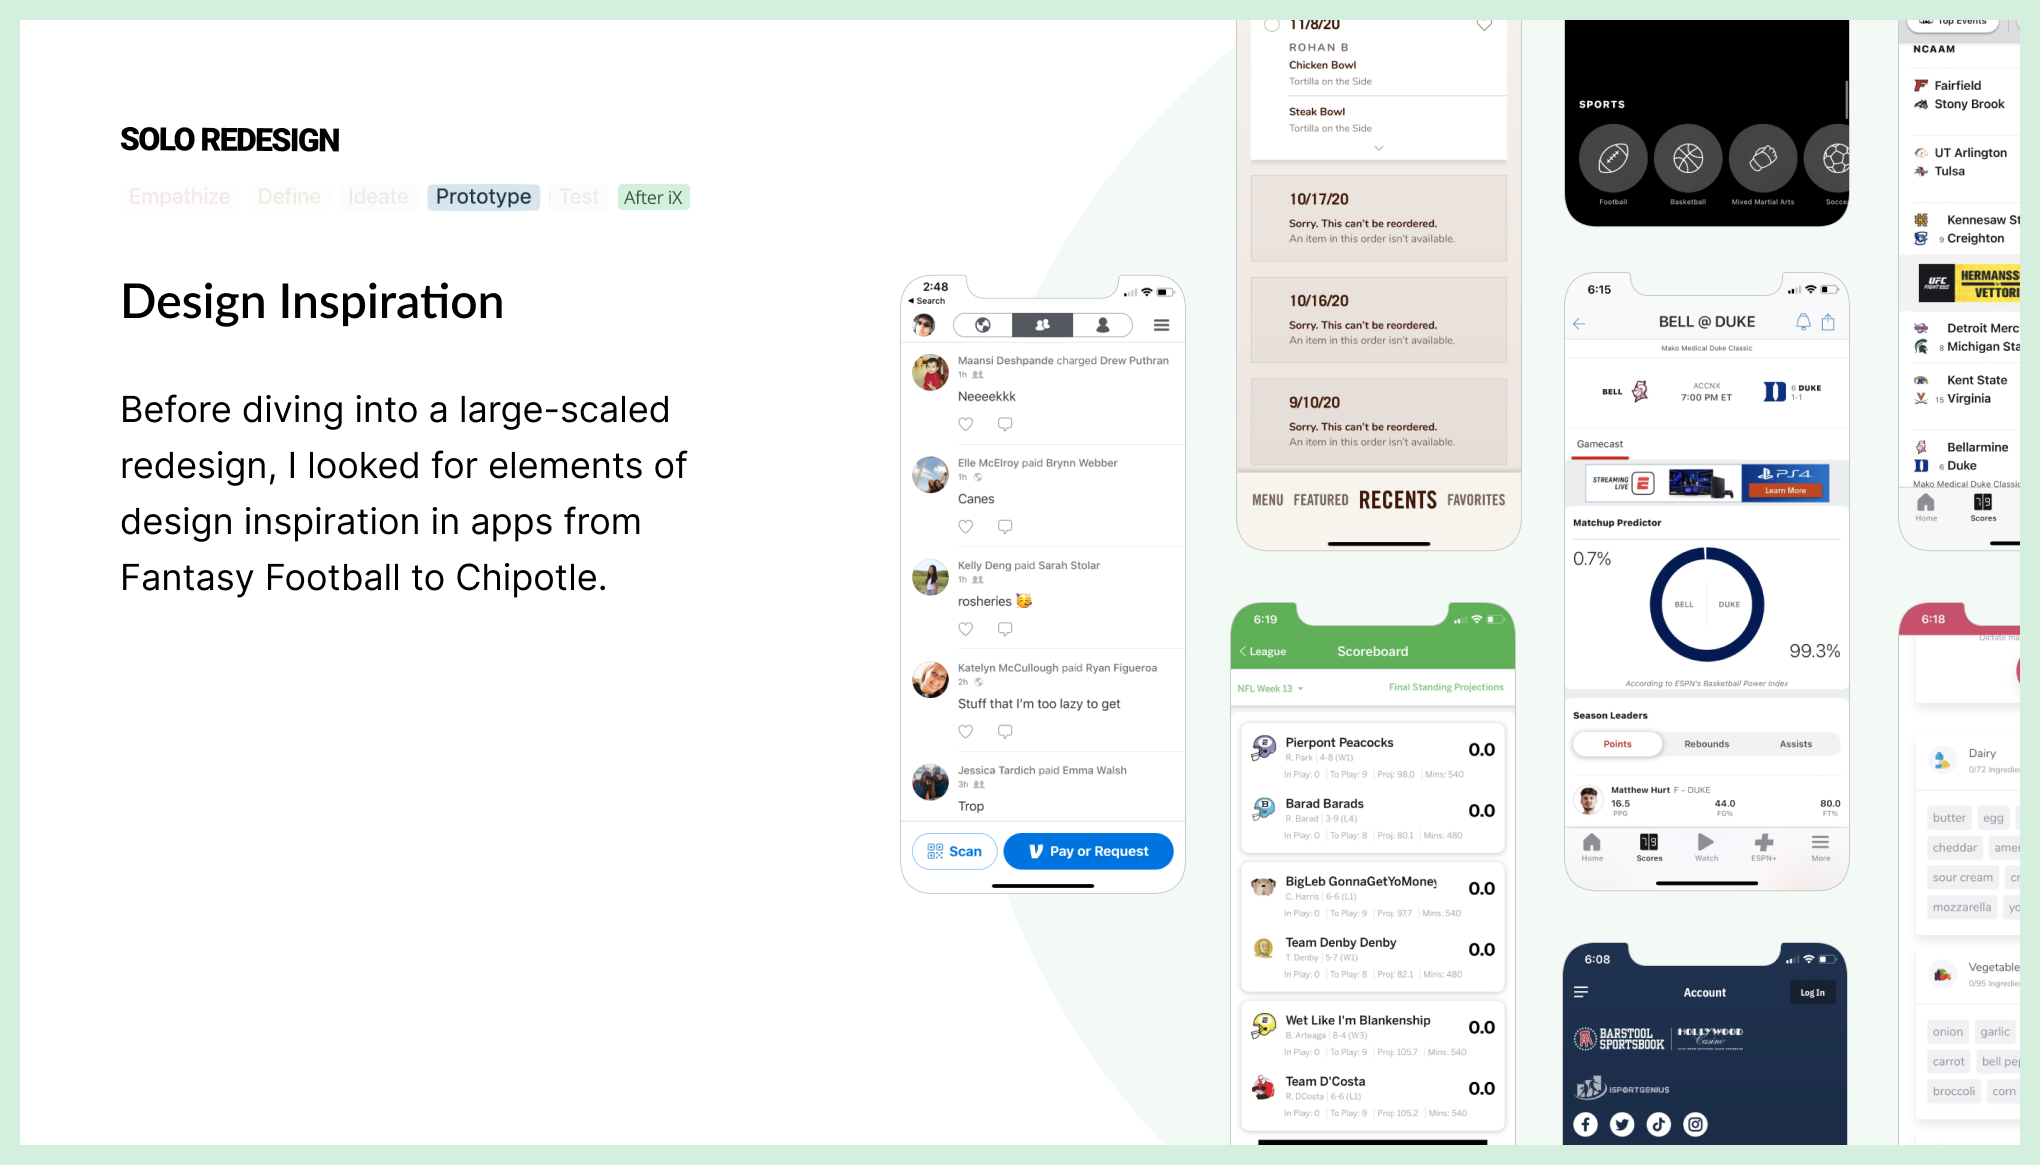 SOLO REDESIGN
Empathize Define Ideate Prototype Test After iX
Design Inspiration
Before diving into a large-scaled
redesign, I looked for elements of
design inspiration in apps from
Fantasy Football to Chipotle.
2:48
Search
Maansi Deshpande charged Drew Puthran
1h
Neeeekkk
Elle McElroy paid Brynn Webber
1h
Canes
Kelly Deng paid Sarah Stolar
1h
rosheries 🥳
Katelyn McCullough paid Ryan Figueroa
2h
Stuff that I'm too lazy to get
Jessica Tardich paid Emma Walsh
3h
Trop
Scan
Pay or Request
11/8/20
ROHAN B
Chicken Bowl
Tortilla on the Side
Steak Bowl
Tortilla on the Side
10/17/20
Sorry. This can't be reordered.
An item in this order isn't available.
10/16/20
Sorry. This can't be reordered.
An item in this order isn't available.
9/10/20
Sorry. This can't be reordered.
An item in this order isn't available.
MENU FEATURED RECENTS FAVORITES
6:19
League Scoreboard
NFL Week 13 Final Standing Projections
Pierpont Peacocks 0.0
R. Park | 4-8 (W1)
In Play: 0 | To Play: 9 | Proj: 98.0 | Mins: 540
Barad Barads 0.0
R. Barad | 3-9 (L4)
In Play: 0 | To Play: 8 | Proj: 80.1 | Mins: 480
BigLeb GonnaGetYoMoney 0.0
C. Harris | 6-6 (L1)
In Play: 0 | To Play: 9 | Proj: 97.7 | Mins: 540
Team Denby Denby 0.0
T. Denby | 5-7 (W1)
In Play: 0 | To Play: 8 | Proj: 82.1 | Mins: 480
Wet Like I'm Blankenship 0.0
B. Arteaga | 8-4 (W3)
In Play: 0 | To Play: 9 | Proj: 105.7 | Mins: 540
Team D'Costa 0.0
R. DCosta | 6-6 (L1)
In Play: 0 | To Play: 9 | Proj: 105.2 | Mins: 540
SPORTS
Football Basketball Mixed Martial Arts Soccer
6:15
BELL @ DUKE
Mako Medical Duke Classic
BELL
ACCNX
7:00 PM ET
6 DUKE
1-1
Gamecast
STREAMING
LIVE
PS4
Learn More
Matchup Predictor
0.7%
BELL DUKE
99.3%
According to ESPN's Basketball Power Index
Season Leaders
Points Rebounds Assists
Matthew Hurt F - DUKE
16.5 44.0 80.0
PPG FG% FT%
Home Scores Watch ESPN+ More
6:08
Account
Log In
BARSTOOL
SPORTSBOOK
HOLLYWOOD
Casino
iSPORTGENIUS
Top Events
NCAAM
Fairfield
Stony Brook
UT Arlington
Tulsa
Kennesaw St
9 Creighton
UFC
FIGHT NIGHT
HERMANSS
VS
VETTORI
Detroit Merc
8 Michigan Sta
Kent State
15 Virginia
Bellarmine
6 Duke
Mako Medical Duke Classic
Home Scores
6:18
Dictate ma
Dairy
0/72 Ingredie
butter egg
cheddar amer
sour cream cr
mozzarella yo
Vegetable
0/95 Ingredie
onion garlic
carrot bell pep
broccoli corn